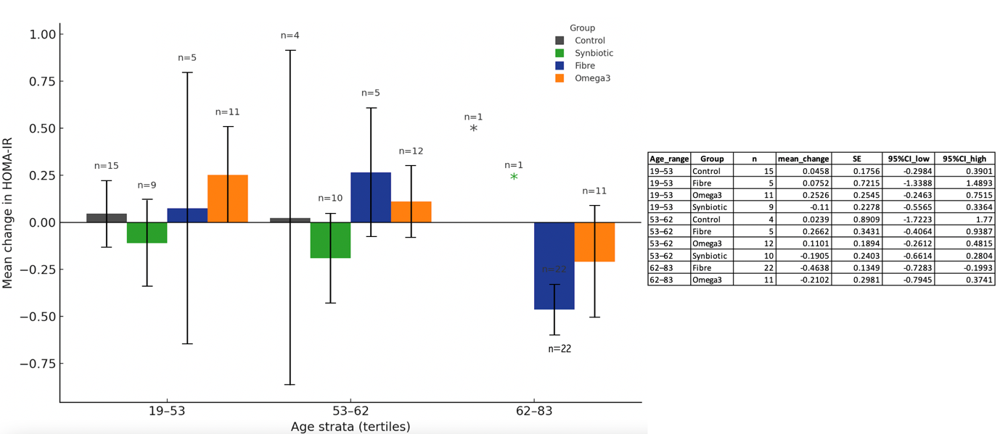 Mean change in HOMA-IR
1.00
0.75
0.50
0.25
0.00
−0.25
−0.50
−0.75
n=15
n=9
n=5
n=11
n=4
n=10
n=5
n=12
n=1
*
n=1
*
n=22
n=22
n=11
Group
Control
Synbiotic
Fibre
Omega3
19–53
53–62
62–83
Age strata (tertiles)
Age_range Group n mean_change SE 95%CI_low 95%CI_high
19–53 Control 15 0.0458 0.1756 -0.2984 0.3901
19–53 Fibre 5 0.0752 0.7215 -1.3388 1.4893
19–53 Omega3 11 0.2526 0.2545 -0.2463 0.7515
19–53 Synbiotic 9 -0.11 0.2278 -0.5565 0.3364
53–62 Control 4 0.0239 0.8909 -1.7223 1.77
53–62 Fibre 5 0.2662 0.3431 -0.4064 0.9387
53–62 Omega3 12 0.1101 0.1894 -0.2612 0.4815
53–62 Synbiotic 10 -0.1905 0.2403 -0.6614 0.2804
62–83 Fibre 22 -0.4638 0.1349 -0.7283 -0.1993
62–83 Omega3 11 -0.2102 0.2981 -0.7945 0.3741